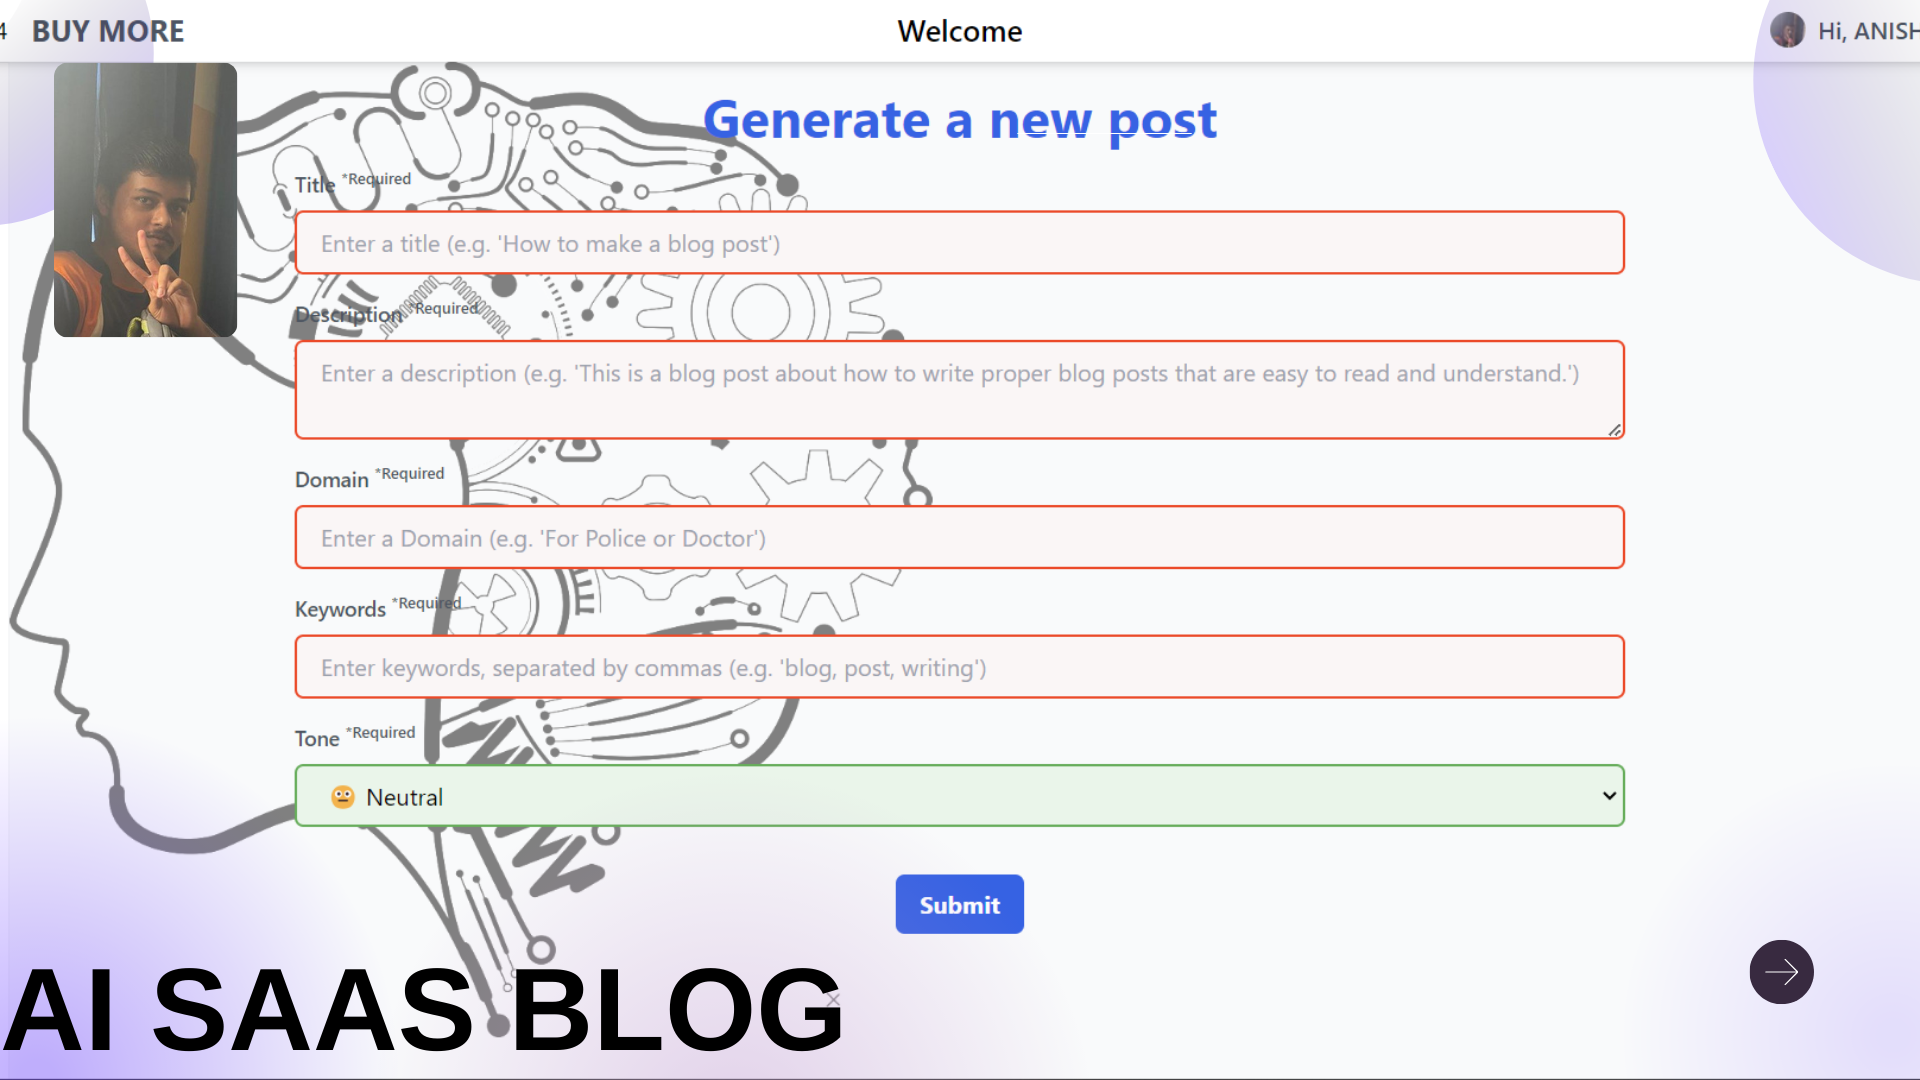 4 BUY MORE Welcome Hi, ANISH
Generate a new post
Title *Required
Enter a title (e.g. 'How to make a blog post')
Description *Required
Enter a description (e.g. 'This is a blog post about how to write proper blog posts that are easy to read and understand.')
Domain *Required
Enter a Domain (e.g. 'For Police or Doctor')
Keywords *Required
Enter keywords, separated by commas (e.g. 'blog, post, writing')
Tone *Required
😐 Neutral
Submit
AI SAAS BLOG